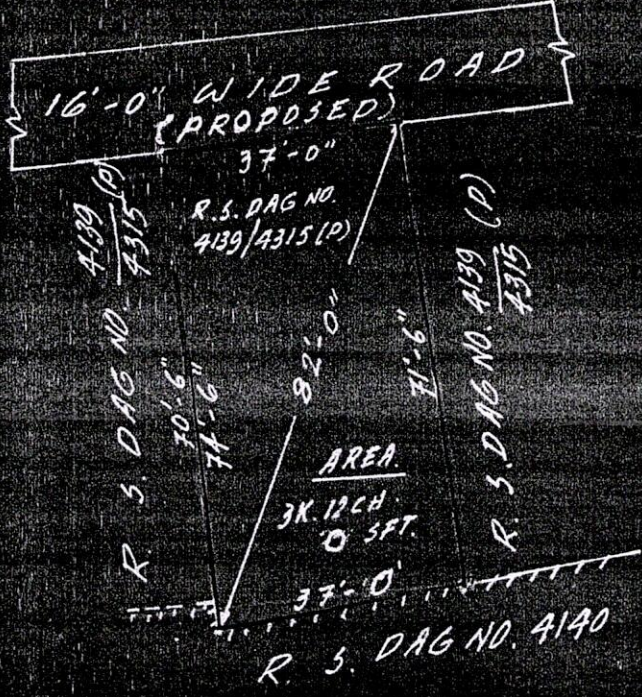 16'-0" WIDE ROAD
(PROPOSED)
37'-0"
R.S. DAG NO.
4139/4315(P)
R. S. DAG NO. 4139/4315 (P)
70'-6"
74'-6"
82'-0"
71'-6"
R. S. DAG NO. 4139/4315 (P)
AREA
3K. 12CH.
0 SFT.
37'-0'
R. S. DAG NO. 4140